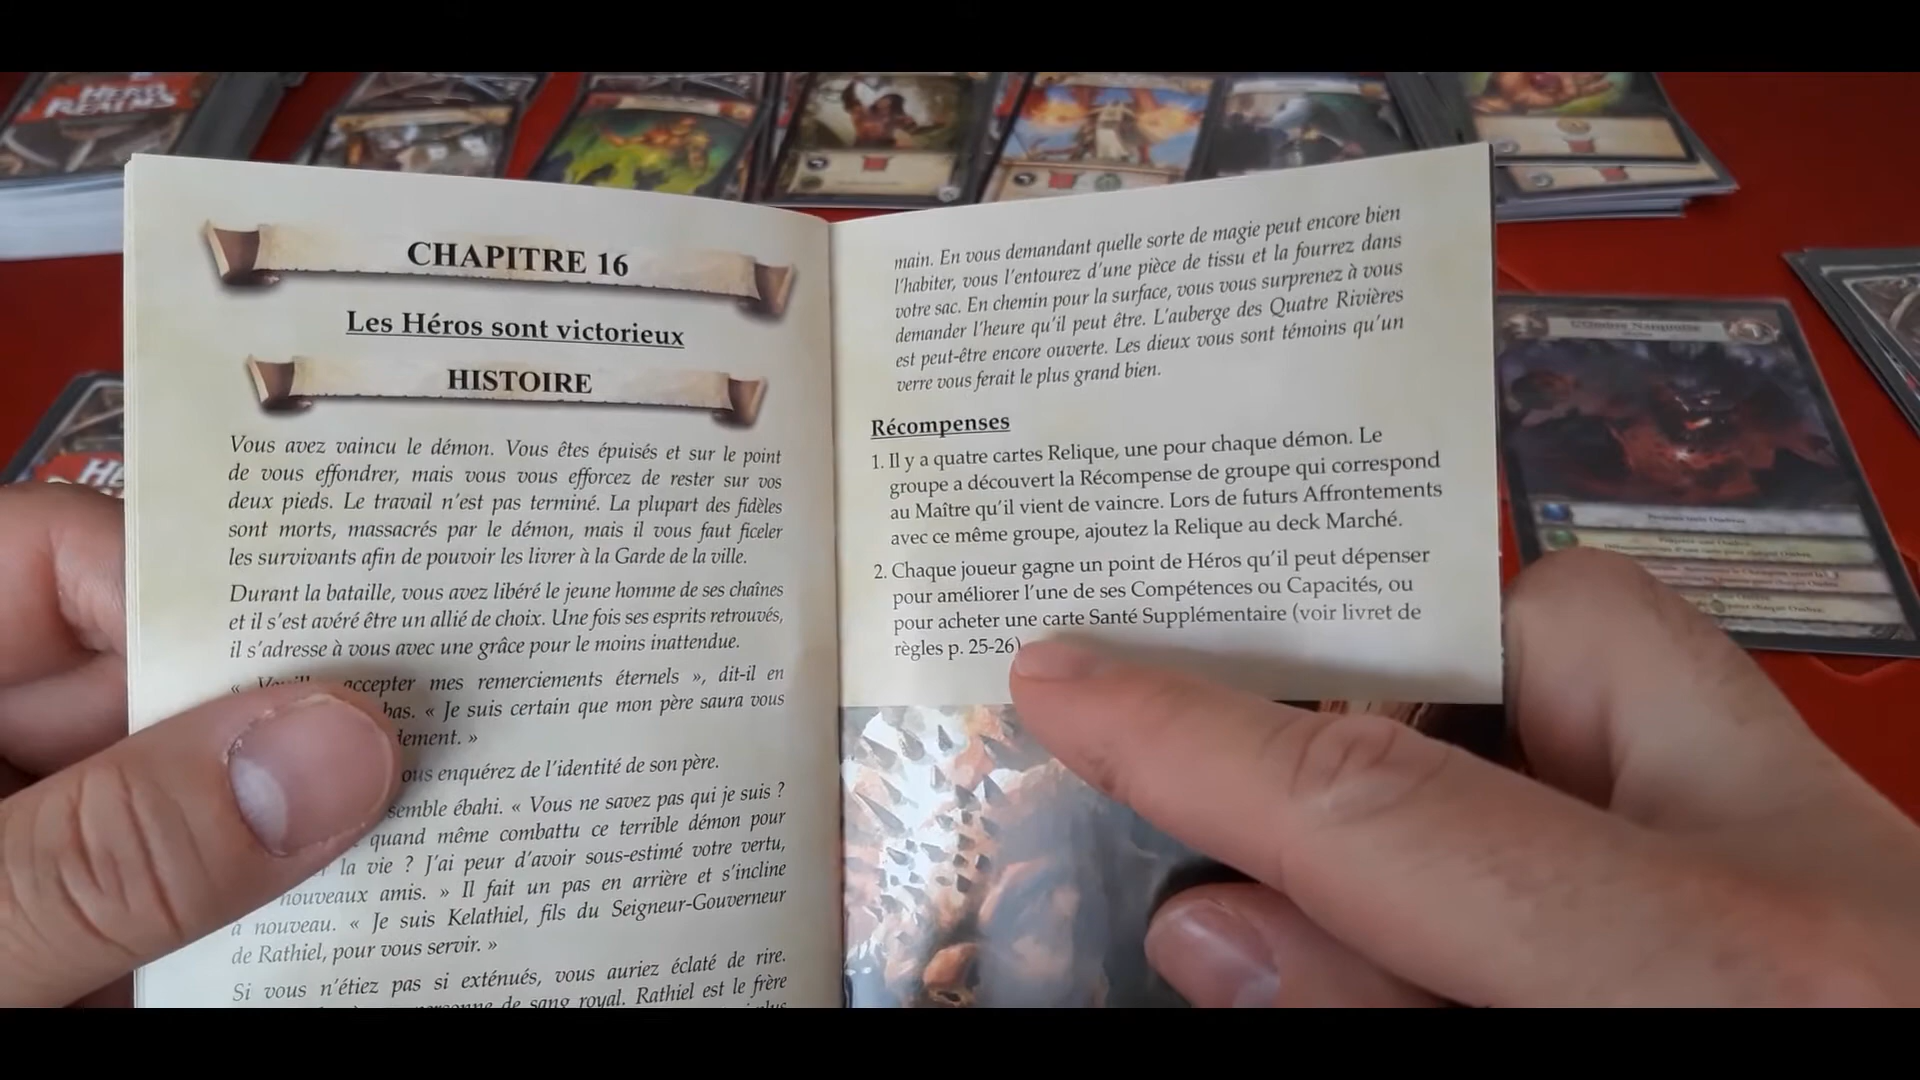 HERO
REALMS
CHAPITRE 16
Les Héros sont victorieux
HISTOIRE
Vous avez vaincu le démon. Vous êtes épuisés et sur le point
de vous effondrer, mais vous vous efforcez de rester sur vos
deux pieds. Le travail n'est pas terminé. La plupart des fidèles
sont morts, massacrés par le démon, mais il vous faut ficeler
les survivants afin de pouvoir les livrer à la Garde de la ville.
Durant la bataille, vous avez libéré le jeune homme de ses chaînes
et il s'est avéré être un allié de choix. Une fois ses esprits retrouvés,
il s'adresse à vous avec une grâce pour le moins inattendue.
« accepter mes remerciements éternels », dit-il en
bas. « Je suis certain que mon père saura vous
dement. »
ous enquérez de l'identité de son père.
semble ébahi. « Vous ne savez pas qui je suis ?
quand même combattu ce terrible démon pour
la vie ? J'ai peur d'avoir sous-estimé votre vertu,
nouveaux amis. » Il fait un pas en arrière et s'incline
à nouveau. « Je suis Kelathiel, fils du Seigneur-Gouverneur
de Rathiel, pour vous servir. »
Si vous n'étiez pas si exténués, vous auriez éclaté de rire.
de sang royal. Rathiel est le frère
plus
main. En vous demandant quelle sorte de magie peut encore bien
l'habiter, vous l'entourez d'une pièce de tissu et la fourrez dans
votre sac. En chemin pour la surface, vous vous surprenez à vous
demander l'heure qu'il peut être. L'auberge des Quatre Rivières
est peut-être encore ouverte. Les dieux vous sont témoins qu'un
verre vous ferait le plus grand bien.
Récompenses
1. Il y a quatre cartes Relique, une pour chaque démon. Le
groupe a découvert la Récompense de groupe qui correspond
au Maître qu'il vient de vaincre. Lors de futurs Affrontements
avec ce même groupe, ajoutez la Relique au deck Marché.
2. Chaque joueur gagne un point de Héros qu'il peut dépenser
pour améliorer l'une de ses Compétences ou Capacités, ou
pour acheter une carte Santé Supplémentaire (voir livret de
règles p. 25-26)